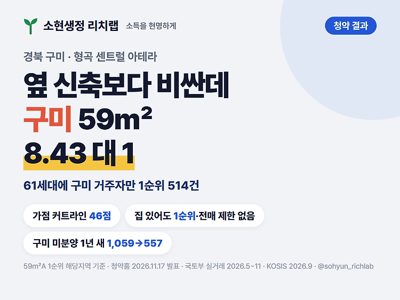 소현생정 리치랩 소득을 현명하게
청약 결과
경북 구미 · 형곡 센트럴 아테라
옆 신축보다 비싼데
구미 59m²
8.43 대 1
61세대에 구미 거주자만 1순위 514건
가점 커트라인 46점
집 있어도 1순위·전매 제한 없음
구미 미분양 1년 새 1,059→557
59m²A 1순위 해당지역 기준 · 청약홈 2026.11.17 발표 · 국토부 실거래 2026.5~11 · KOSIS 2026.9 · @sohyun_richlab